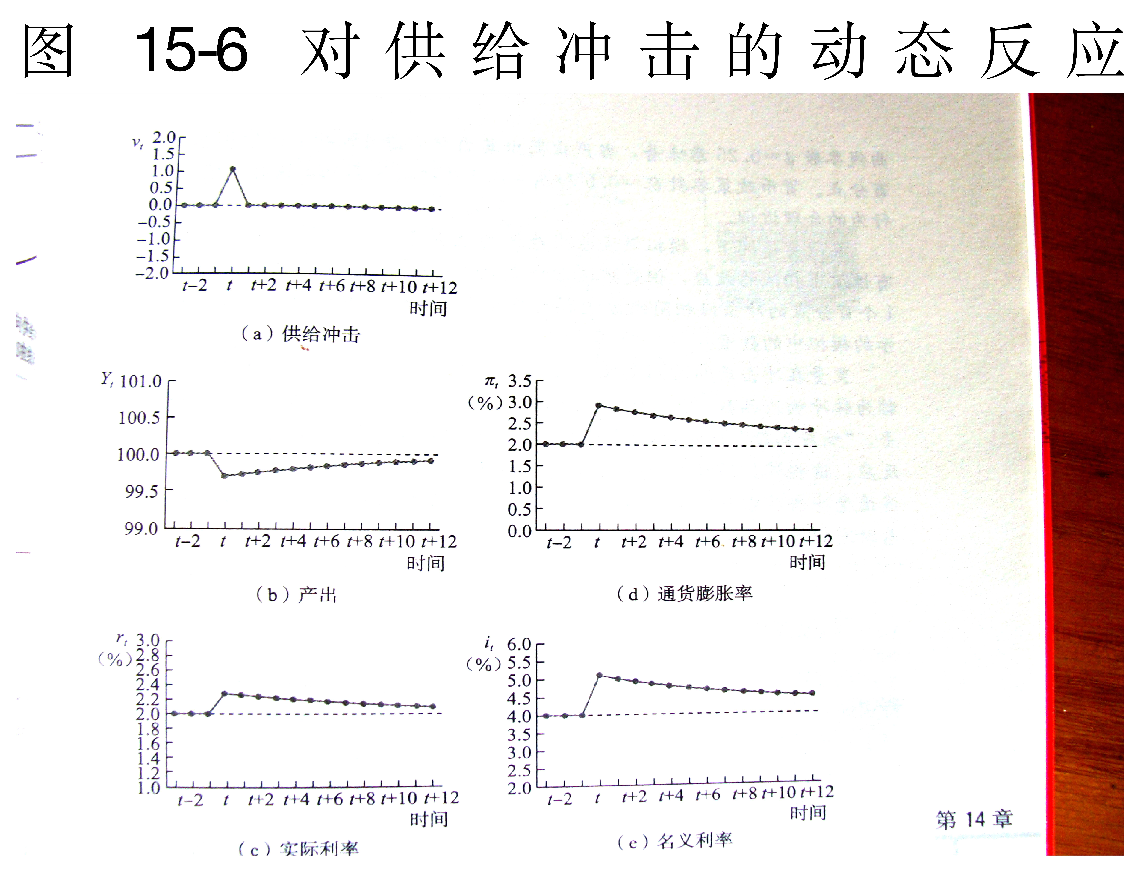 图 15-6 对供给冲击的动态反应
νt 2.0
1.5
1.0
0.5
0.0
−0.5
−1.0
−1.5
−2.0
t−2 t t+2 t+4 t+6 t+8 t+10 t+12
时间
（a）供给冲击
Yt 101.0
100.5
100.0
99.5
99.0
t−2 t t+2 t+4 t+6 t+8 t+10 t+12
时间
（b）产出
πt 3.5
（%）3.0
2.5
2.0
1.5
1.0
0.5
0.0
t−2 t t+2 t+4 t+6 t+8 t+10 t+12
时间
（d）通货膨胀率
rt 3.0
（%）2.8
2.6
2.4
2.2
2.0
1.8
1.6
1.4
1.2
1.0
t−2 t t+2 t+4 t+6 t+8 t+10 t+12
时间
（c）实际利率
it 6.0
（%）5.5
5.0
4.5
4.0
3.5
3.0
2.5
2.0
t−2 t t+2 t+4 t+6 t+8 t+10 t+12
时间
（e）名义利率
第 14 章